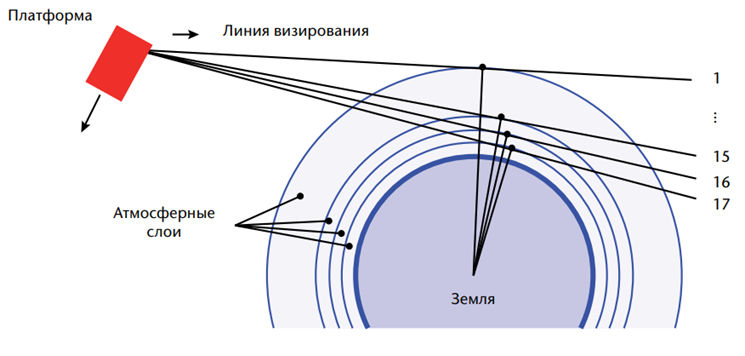 Платформа
Линия визирования
1
⋮
15
16
17
Атмосферные
слои
Земля